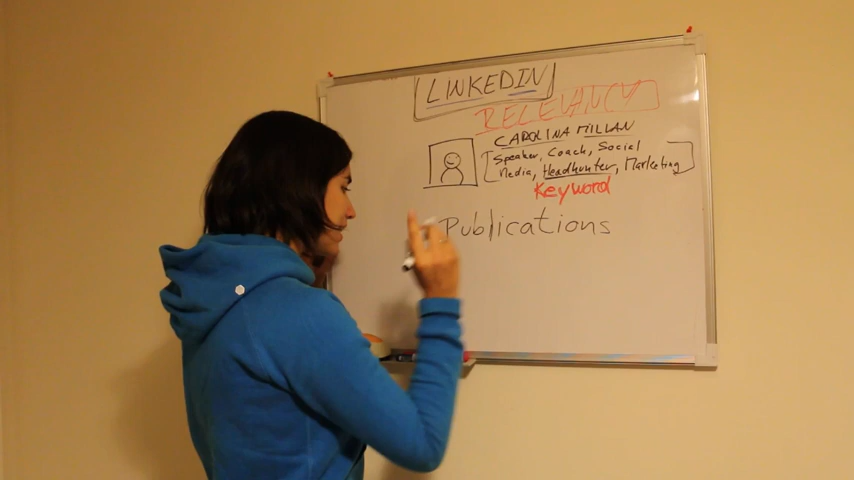 LINKEDIN
RELEVANCY
CAROLINA MILLAN
Speaker, Coach, Social
Media, Headhunter, Marketing
Keyword
Publications